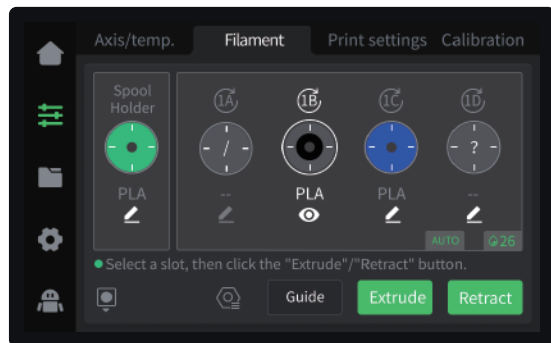 Axis/temp. Filament Print settings Calibration
Spool
Holder
1A 1B 1C 1D
/ ?
PLA -- PLA PLA --
AUTO 26
Select a slot, then click the "Extrude"/"Retract" button.
Guide Extrude Retract